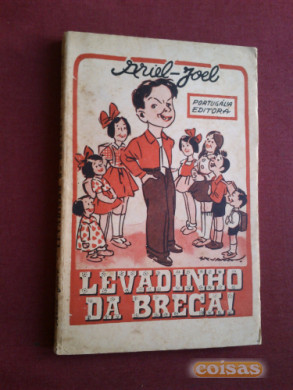 Ariel-Joel
PORTUGÁLIA
EDITORA
LEVADINHO
DA BRECA!
coisas